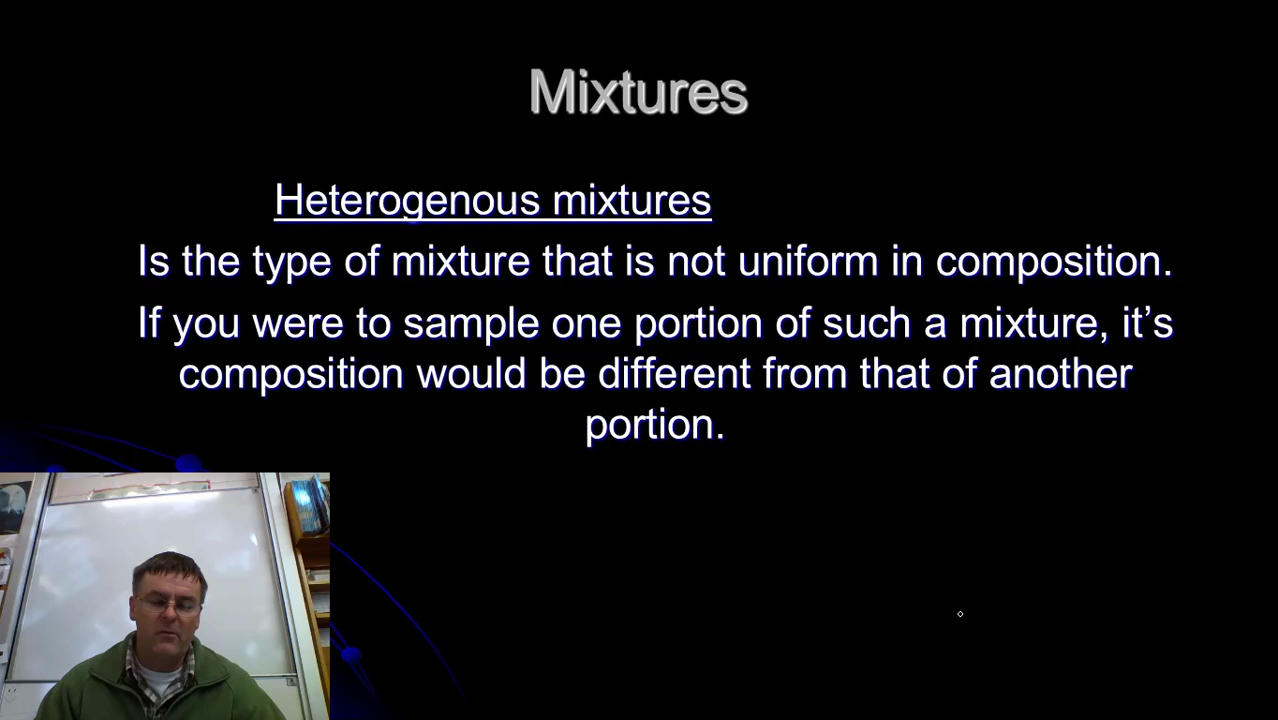 Mixtures
Heterogenous mixtures
Is the type of mixture that is not uniform in composition.
If you were to sample one portion of such a mixture, it’s
composition would be different from that of another
portion.